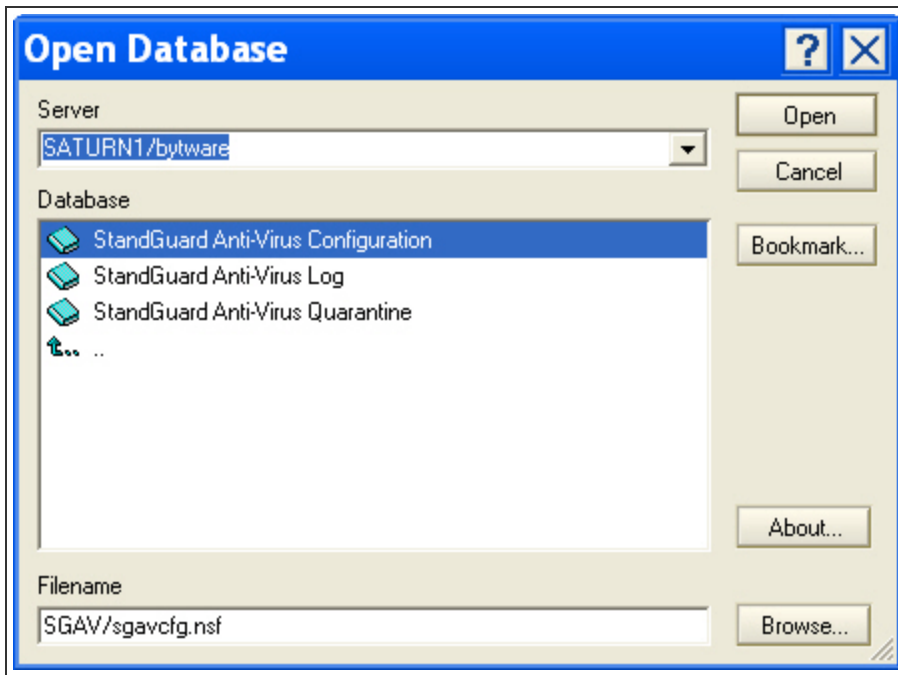 Open Database
?
Server
Open
SATURN1/bytware
Cancel
Database
StandGuard Anti-Virus Configuration
Bookmark...
StandGuard Anti-Virus Log
StandGuard Anti-Virus Quarantine
..
About...
Filename
SGAV/sgavcfg.nsf
Browse...